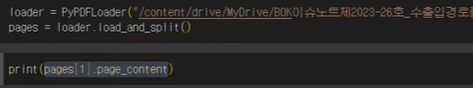 loader = PyPDFLoader("/content/drive/MyDrive/BOK이슈노트제2023-26호_수출입경로
pages = loader.load_and_split()
print(pages[1].page_content)